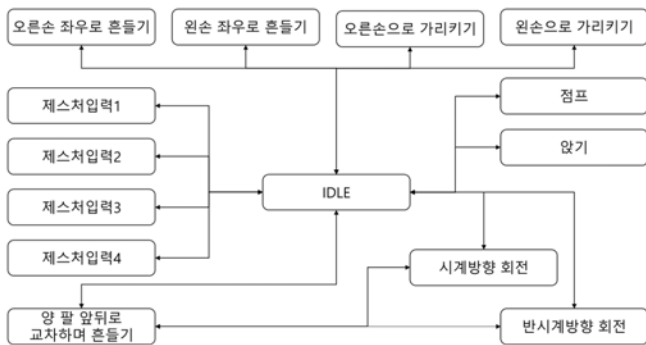 오른손 좌우로 흔들기
왼손 좌우로 흔들기
오른손으로 가리키기
왼손으로 가리키기
제스처입력1
점프
제스처입력2
앉기
제스처입력3
IDLE
제스처입력4
시계방향 회전
양 팔 앞뒤로
교차하며 흔들기
반시계방향 회전